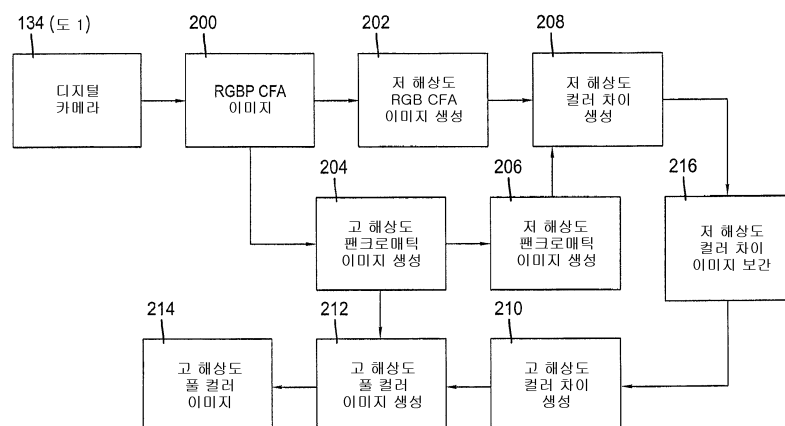 134 (도 1)
디지털
카메라
200
RGBP CFA
이미지
202
저 해상도
RGB CFA
이미지 생성
208
저 해상도
컬러 차이
생성
204
고 해상도
팬크로매틱
이미지 생성
206
저 해상도
팬크로매틱
이미지 생성
216
저 해상도
컬러 차이
이미지 보간
214
고 해상도
풀 컬러
이미지
212
고 해상도
풀 컬러
이미지 생성
210
고 해상도
컬러 차이
생성